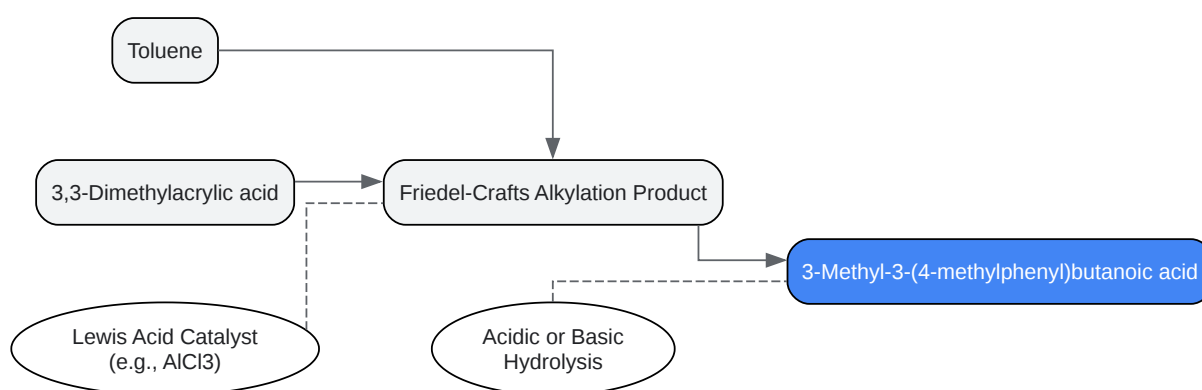 Toluene
3,3-Dimethylacrylic acid
Friedel-Crafts Alkylation Product
3-Methyl-3-(4-methylphenyl)butanoic acid
Lewis Acid Catalyst
(e.g., AlCl3)
Acidic or Basic
Hydrolysis